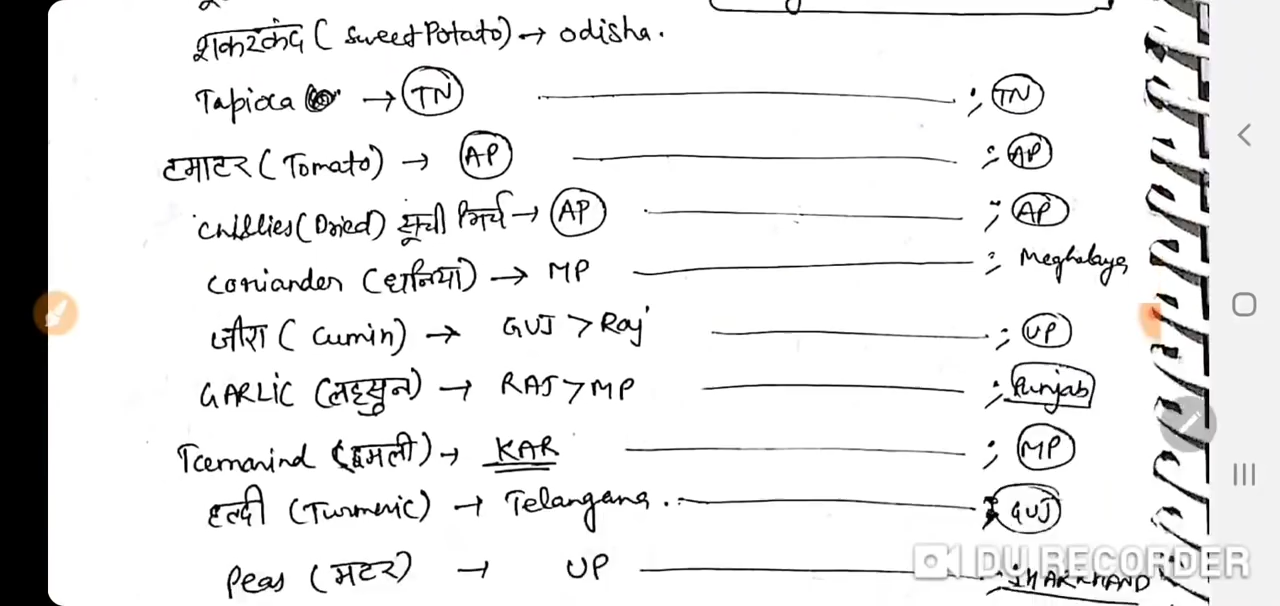 शकरकंद ( Sweet Potato) → odisha.
Tapioca → TN ; TN
टमाटर ( Tomato) → AP ; AP
chillies (Dried) सूखी मिर्च → AP ; AP
Coriander (धनिया) → MP ; Meghalaya
जीरा ( Cumin) → GUJ > Raj ; UP
GARLIC (लहसुन) → RAJ > MP ; Punjab
(इमली) → KAR ; MP
हल्दी (Turmeric) → Telangana. ; GUJ
Peas (मटर) → UP ; JHARKHAND
DU RECORDER